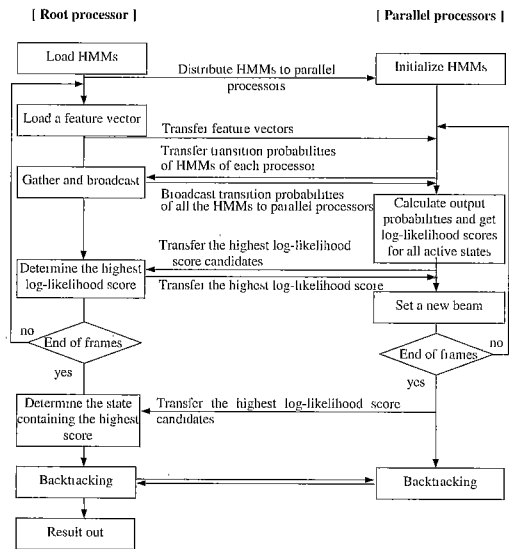 [ Root processor ]
[ Parallel processors ]
Load HMMs
Initialize HMMs
Distribute HMMs to parallel
processors
Load a feature vector
Transfer feature vectors
Transfer transition probabilities
of HMMs of each processor
Gather and broadcast
Broadcast transition probabilities
of all the HMMs to parallel processors
Calculate output
probabilities and get
log-likelihood scores
for all active states
Transfer the highest log-likelihood
score candidates
Determine the highest
log-likelihood score
Transfer the highest log-likelihood score
Set a new beam
no
End of frames
yes
no
End of frames
yes
Determine the state
containing the highest
score
Transfer the highest log-likelihood score
candidates
Backtracking
Backtracking
Result out